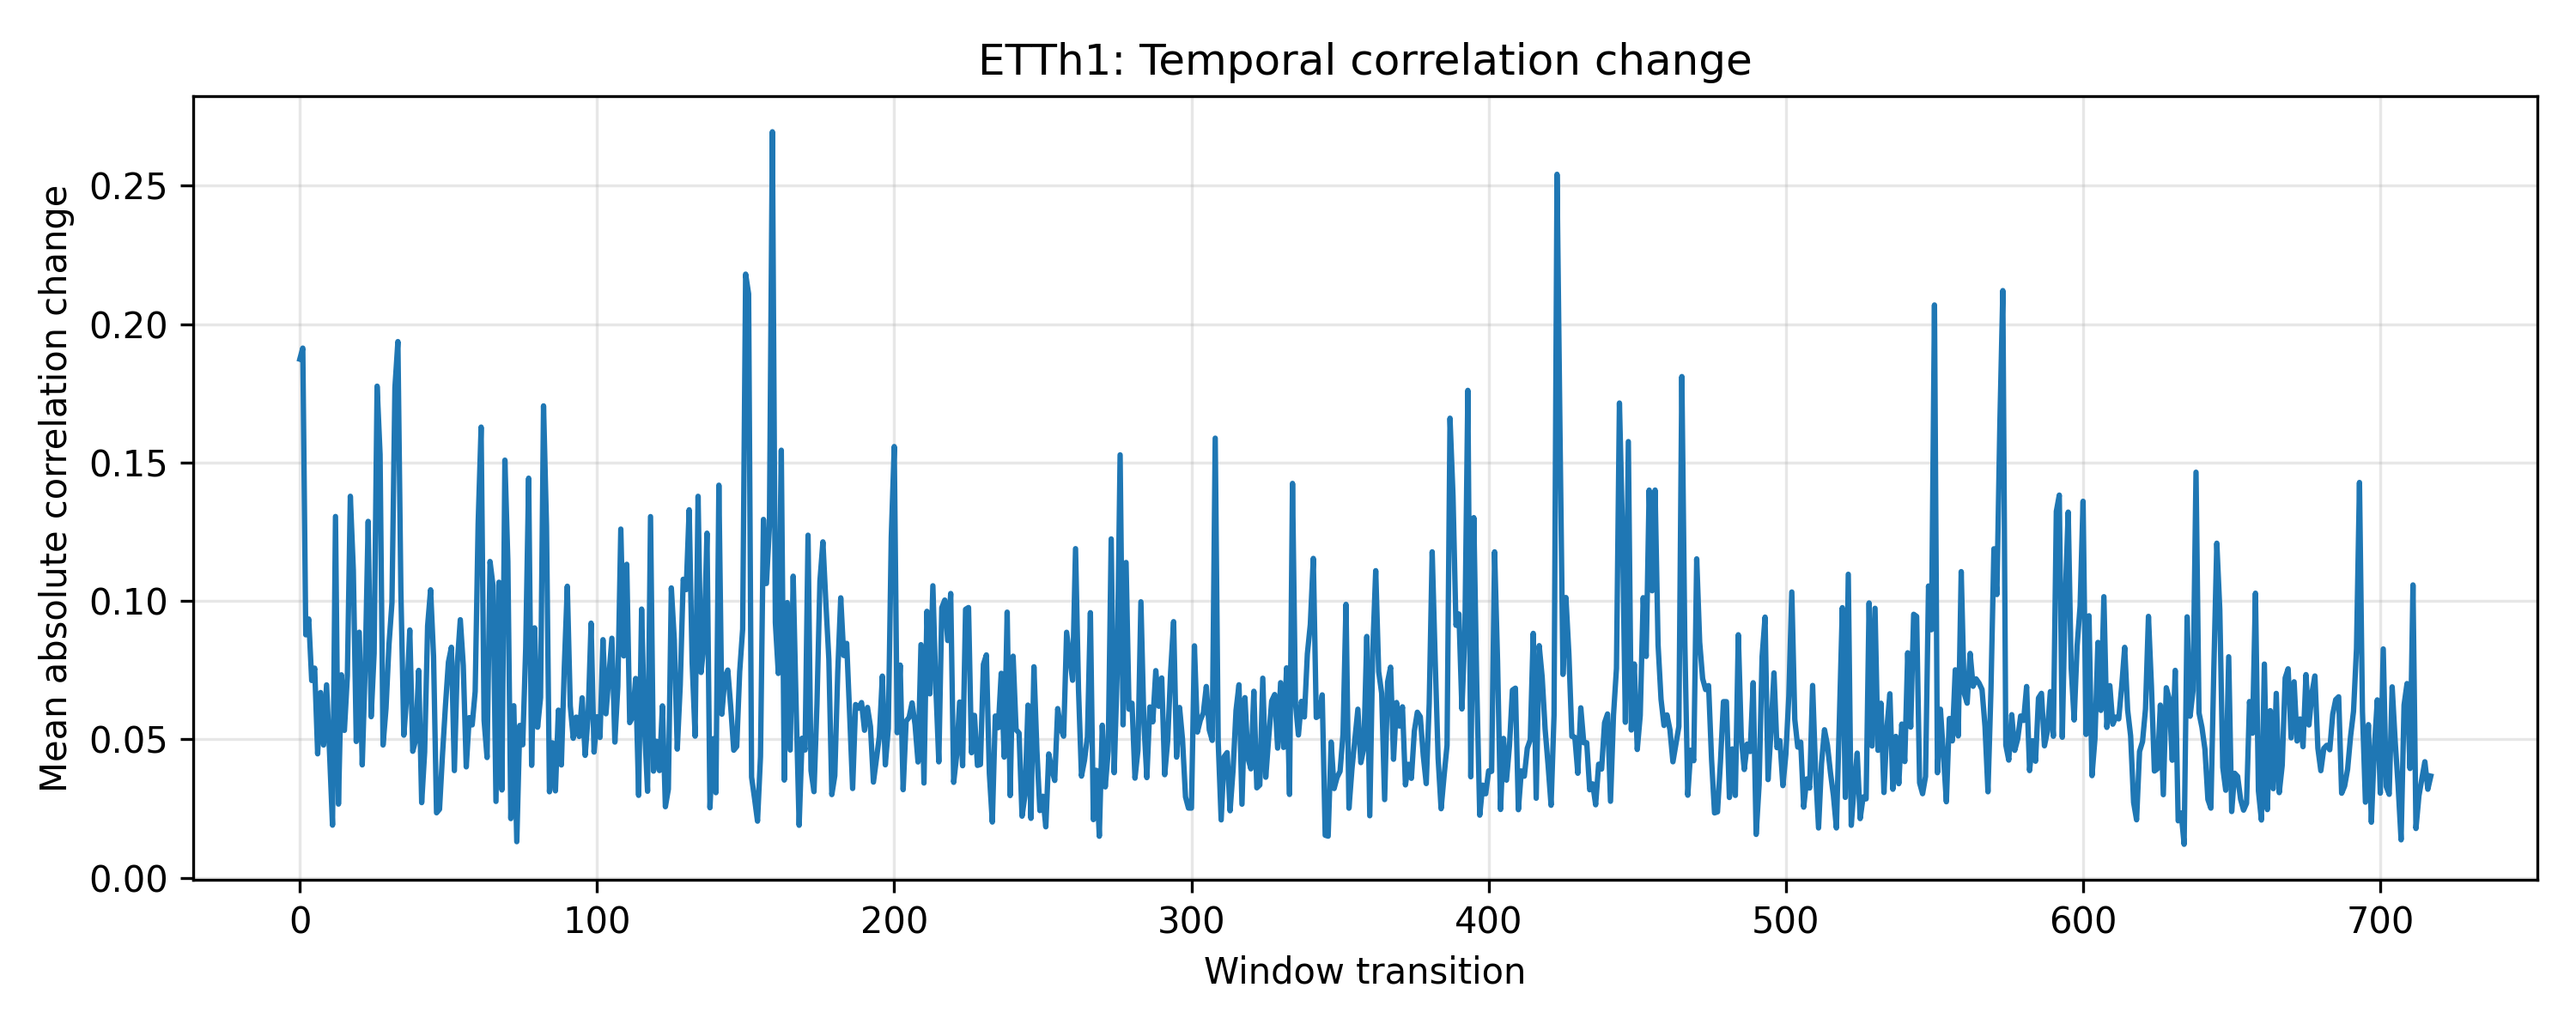 ETTh1: Temporal correlation change
Mean absolute correlation change
0.25
0.20
0.15
0.10
0.05
0.00
0 100 200 300 400 500 600 700
Window transition